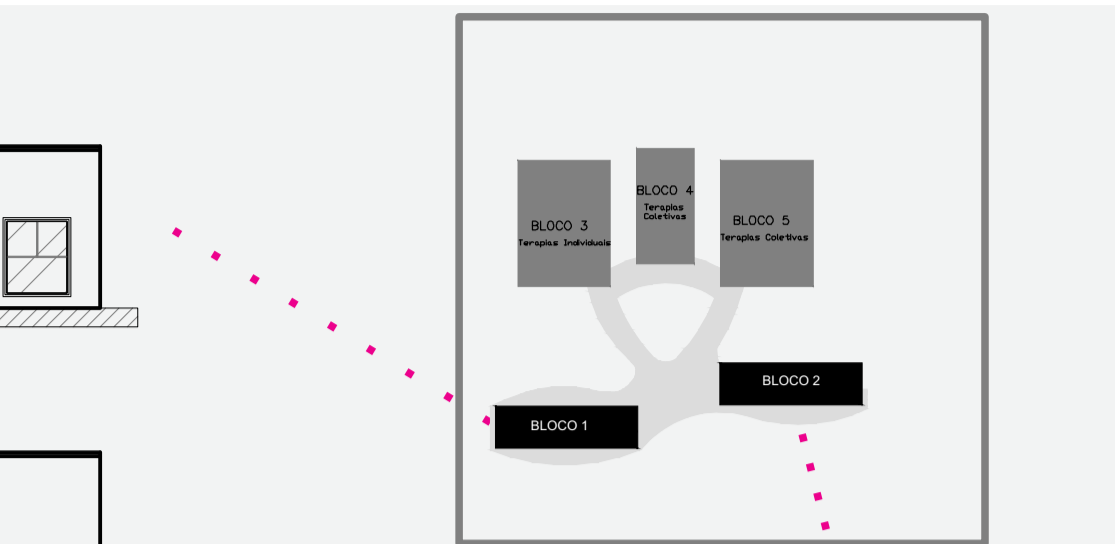 BLOCO 3
Terapias Individuais
BLOCO 4
Terapias
Coletivas
BLOCO 5
Terapias Coletivas
BLOCO 1
BLOCO 2